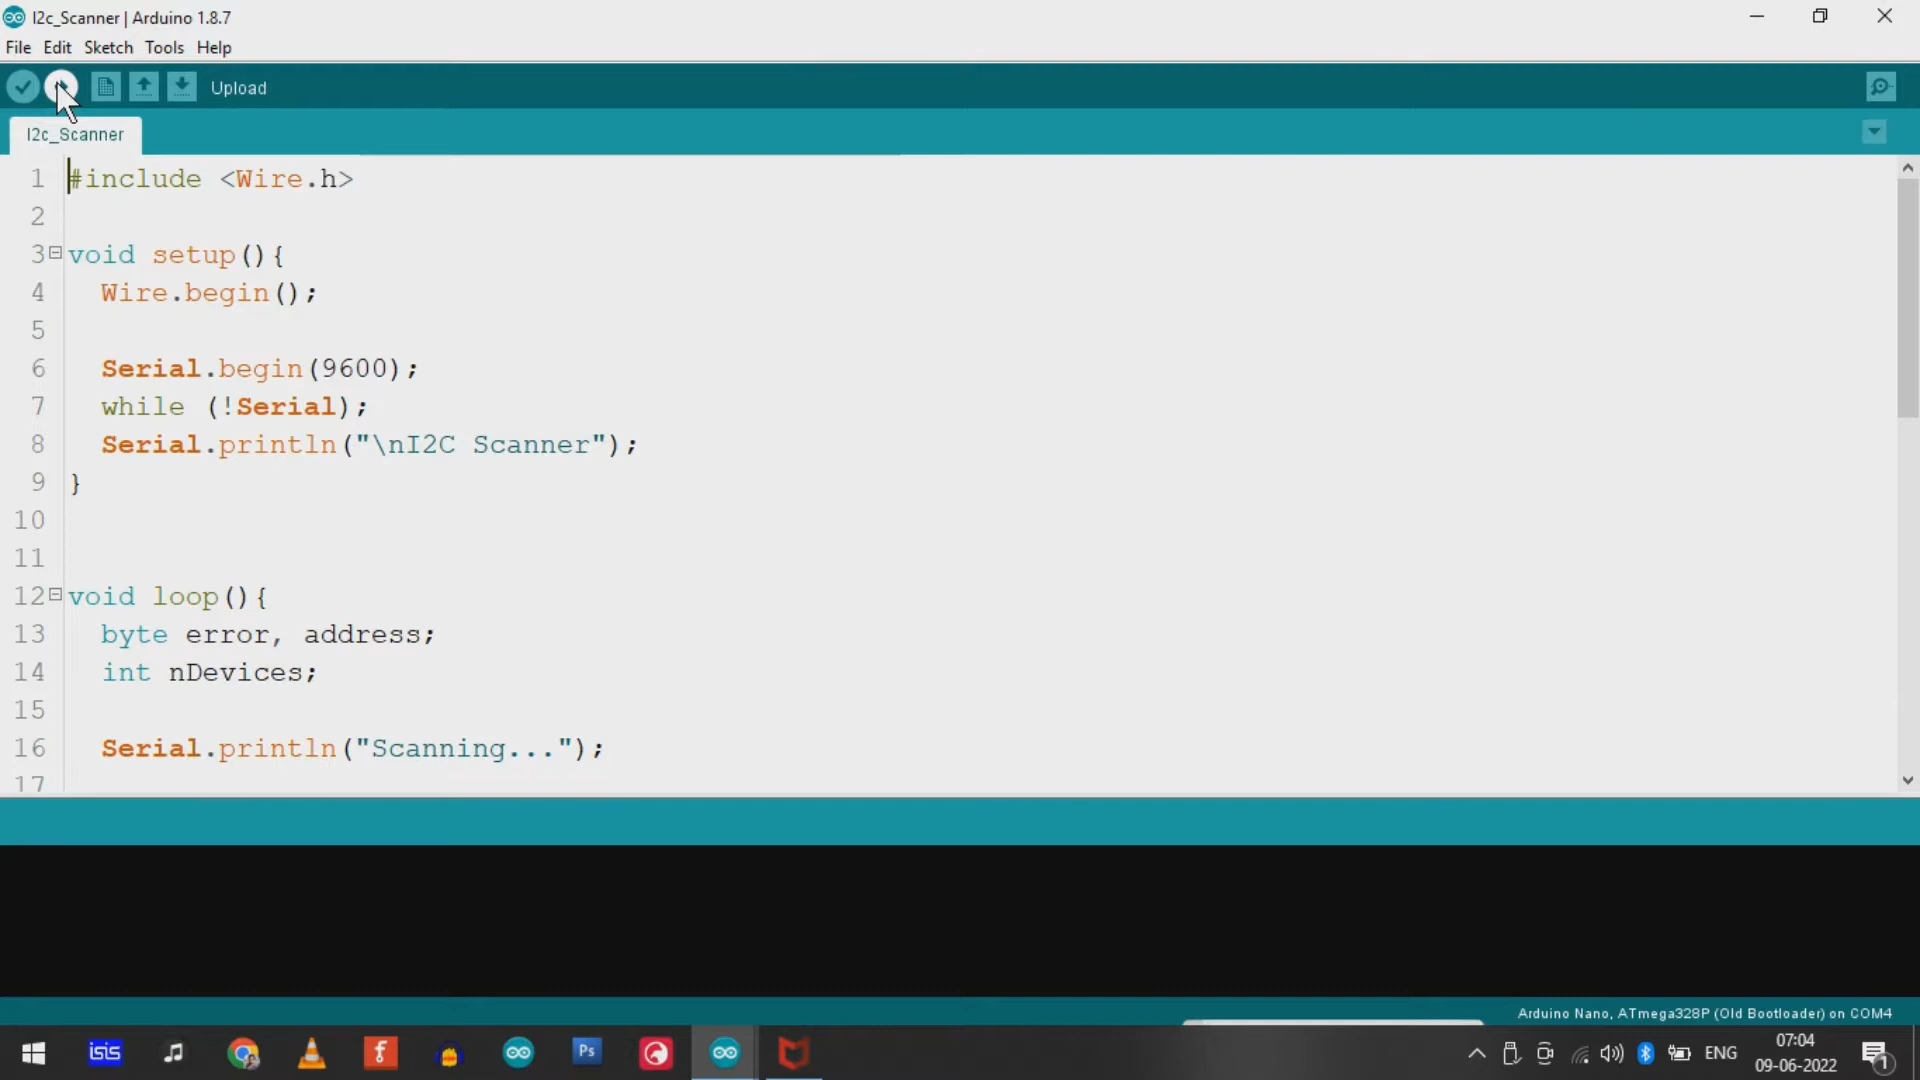 I2c_Scanner | Arduino 1.8.7
File Edit Sketch Tools Help
Upload
I2c_Scanner
1 #include <Wire.h>
2
3 void setup(){
4 Wire.begin();
5
6 Serial.begin(9600);
7 while (!Serial);
8 Serial.println("\nI2C Scanner");
9 }
10
11
12 void loop(){
13 byte error, address;
14 int nDevices;
15
16 Serial.println("Scanning...");
17
Arduino Nano, ATmega328P (Old Bootloader) on COM4
isis
f
Ps
ENG
07:04
09-06-2022
1